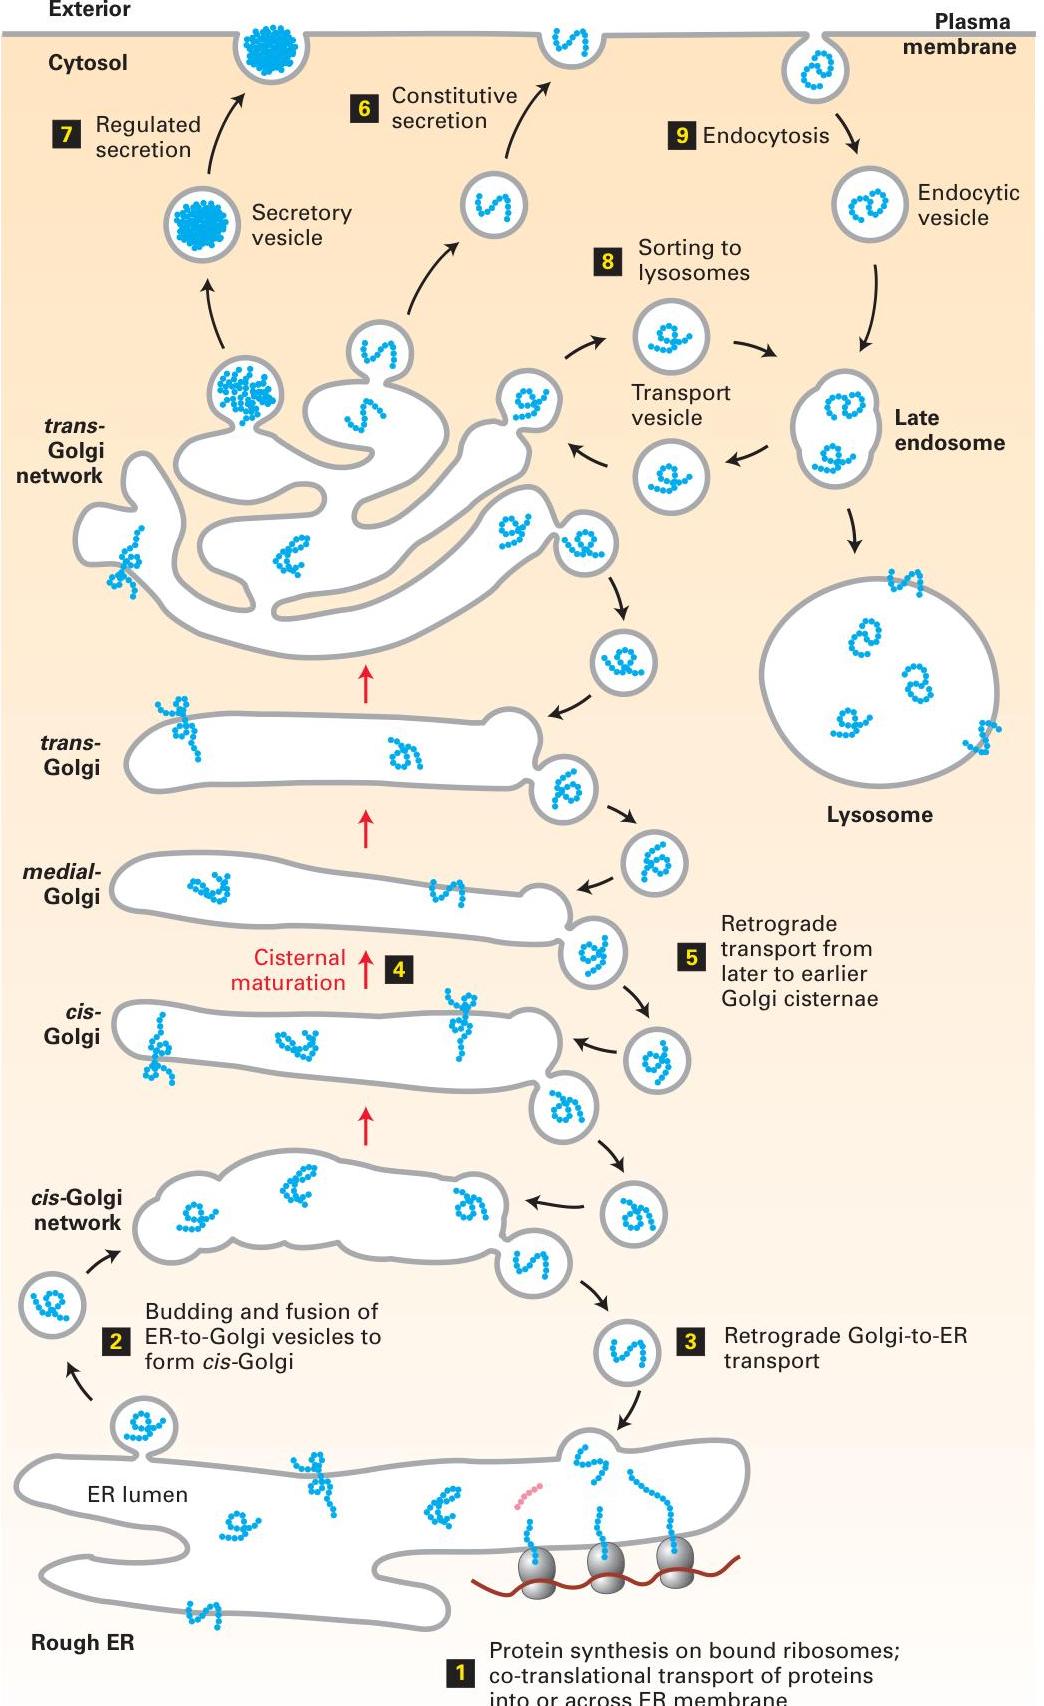 Exterior
Plasma
membrane
Cytosol
7 Regulated
secretion
6 Constitutive
secretion
9 Endocytosis
Secretory
vesicle
Endocytic
vesicle
8 Sorting to
lysosomes
Transport
vesicle
trans-
Golgi
network
Late
endosome
trans-
Golgi
Lysosome
medial-
Golgi
Cisternal
maturation
4
5 Retrograde
transport from
later to earlier
Golgi cisternae
cis-
Golgi
cis-Golgi
network
2 Budding and fusion of
ER-to-Golgi vesicles to
form cis-Golgi
3 Retrograde Golgi-to-ER
transport
ER lumen
Rough ER
1 Protein synthesis on bound ribosomes;
co-translational transport of proteins
into or across ER membrane